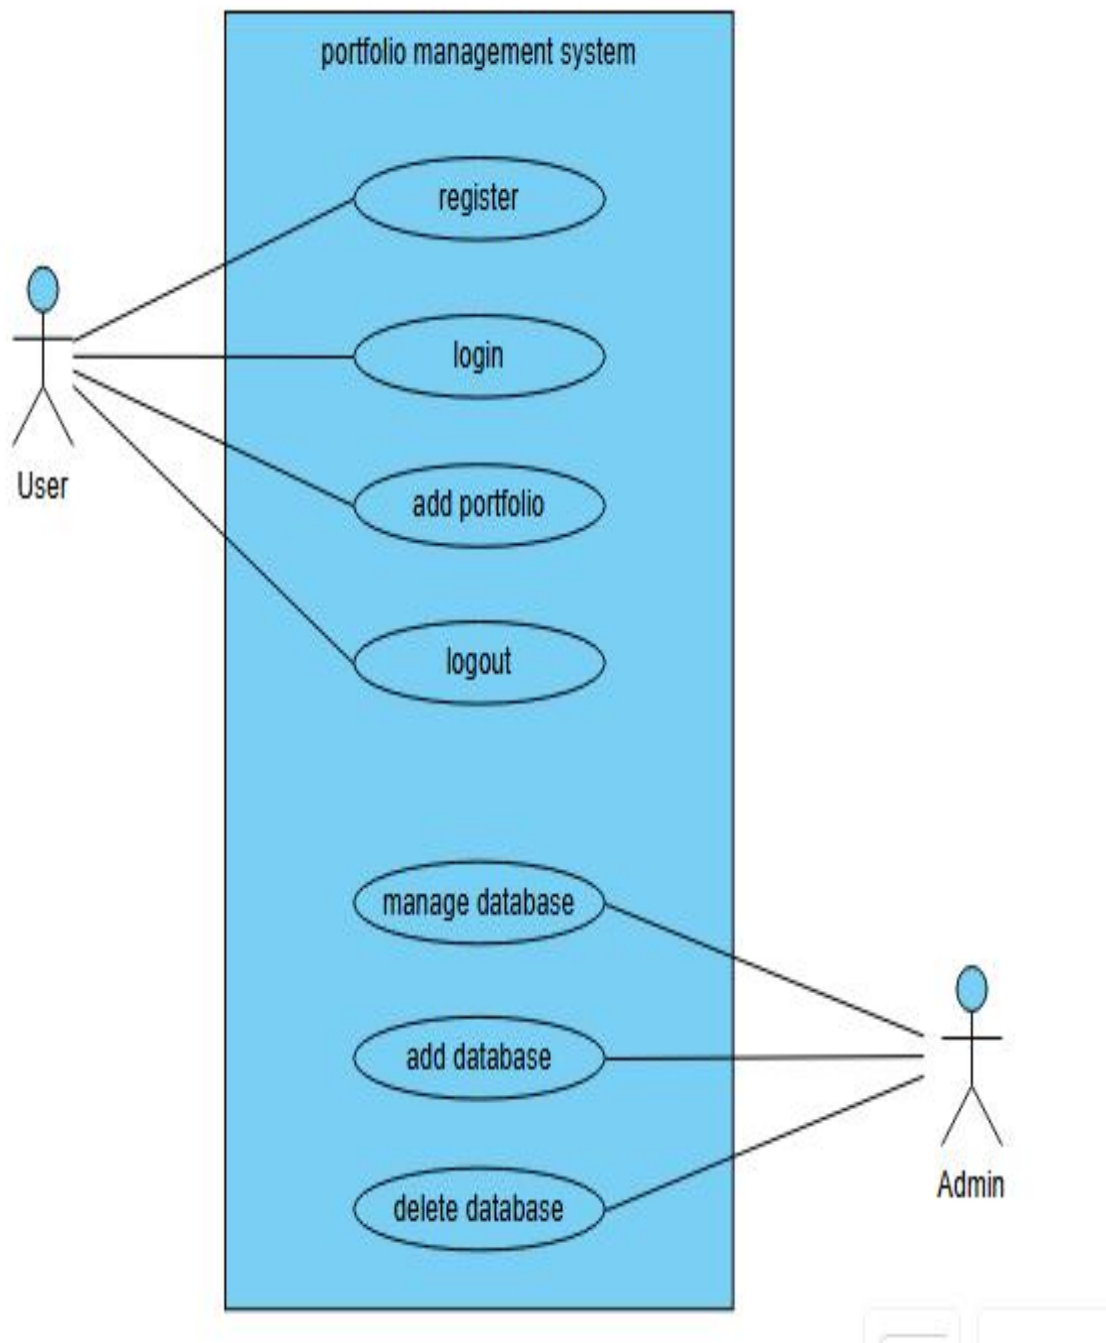 portfolio management system
register
login
add portfolio
logout
User
manage database
add database
delete database
Admin